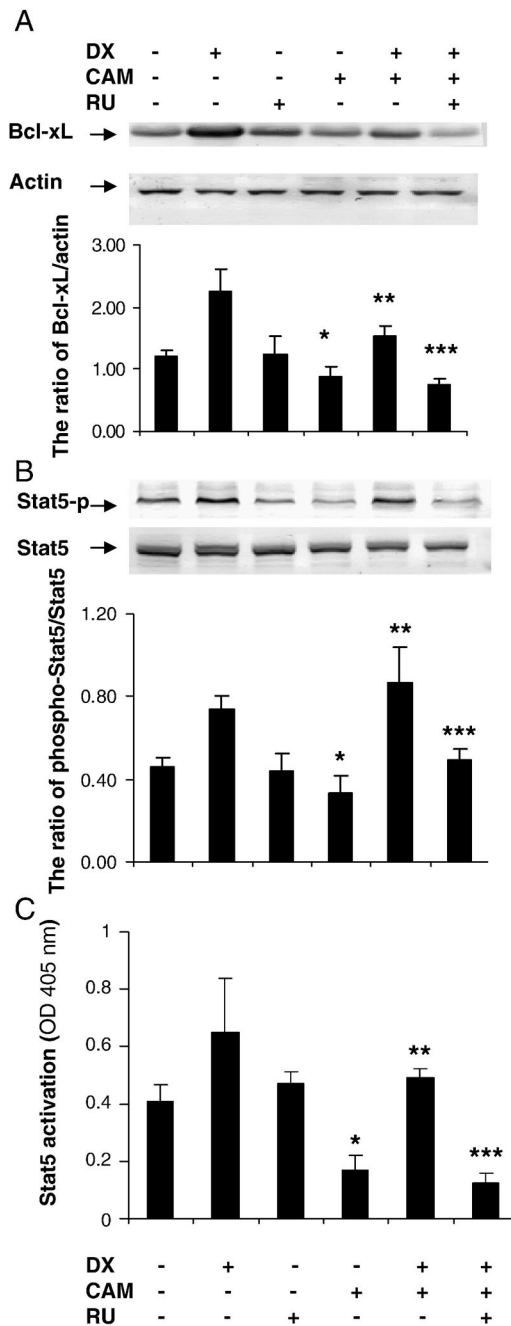 A
DX - + - - + +
CAM - - - + + +
RU - - + - - +
Bcl-xL
Actin
The ratio of Bcl-xL/actin
3.00
2.00
1.00
0.00
* ** ***
B
Stat5-p
Stat5
The ratio of phospho-Stat5/Stat5
1.20
0.80
0.40
0.00
* ** ***
C
Stat5 activation (OD 405 nm)
1
0.8
0.6
0.4
0.2
0
* ** ***
DX - + - - + +
CAM - - - + + +
RU - - + - - +